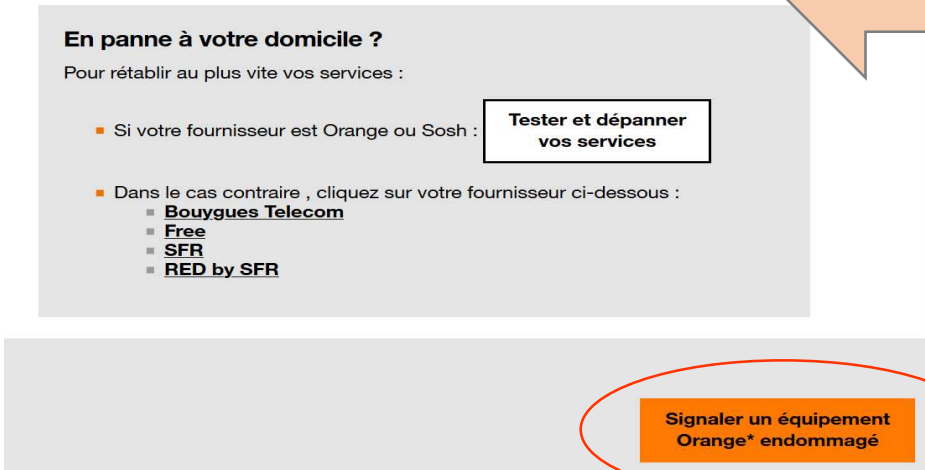 En panne à votre domicile ?
Pour rétablir au plus vite vos services :
Si votre fournisseur est Orange ou Sosh :
Tester et dépanner
vos services
Dans le cas contraire , cliquez sur votre fournisseur ci-dessous :
Bouygues Telecom
Free
SFR
RED by SFR
Signaler un équipement
Orange* endommagé